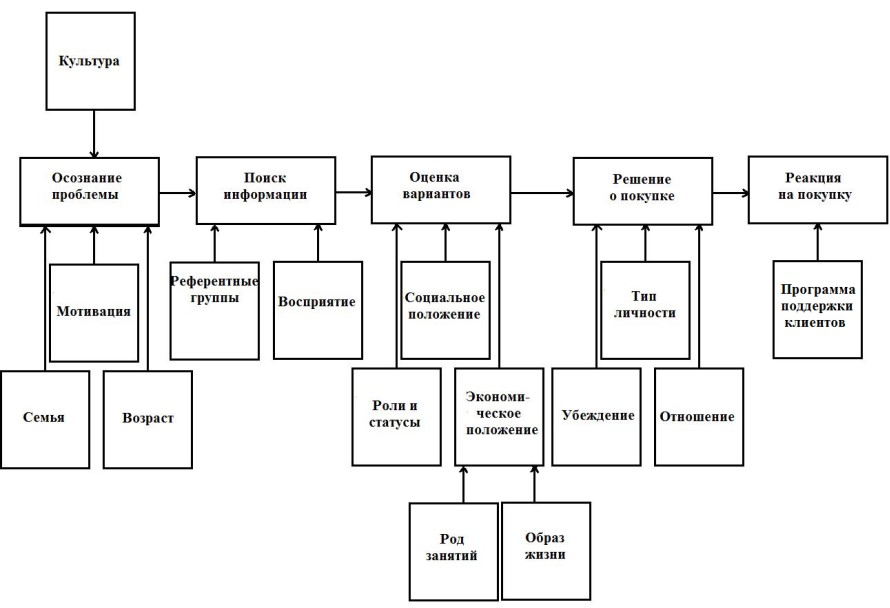 Культура
Осознание
проблемы
Поиск
информации
Оценка
вариантов
Решение
о покупке
Реакция
на покупку
Мотивация
Референтные
группы
Восприятие
Социальное
положение
Тип
личности
Программа
поддержки
клиентов
Семья
Возраст
Роли и
статусы
Экономи-
ческое
положение
Убеждение
Отношение
Род
занятий
Образ
жизни